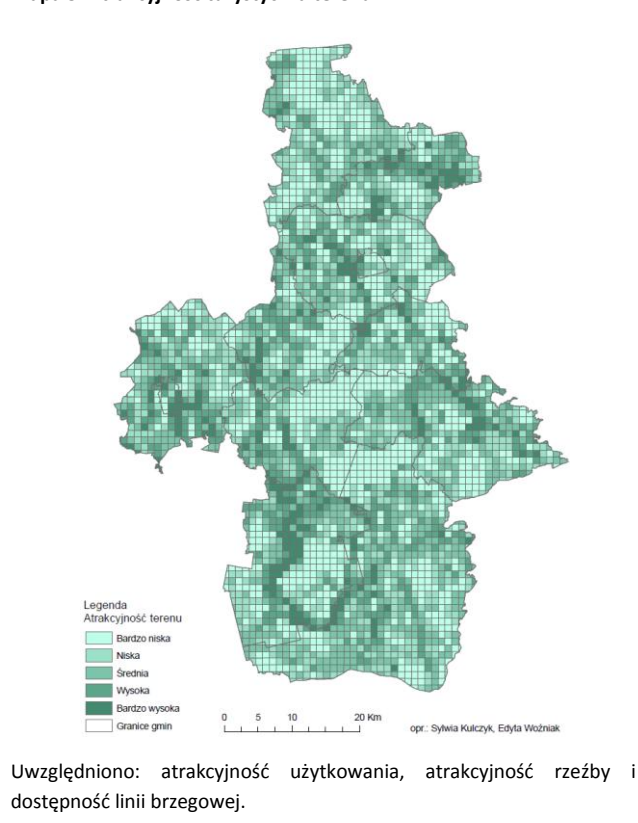 Legenda
Atrakcyjność terenu
Bardzo niska
Niska
Średnia
Wysoka
Bardzo wysoka
Granice gmin
0 5 10 20 Km
opr.: Sylwia Kulczyk, Edyta Woźniak
Uwzględniono: atrakcyjność użytkowania, atrakcyjność rzeźby i
dostępność linii brzegowej.